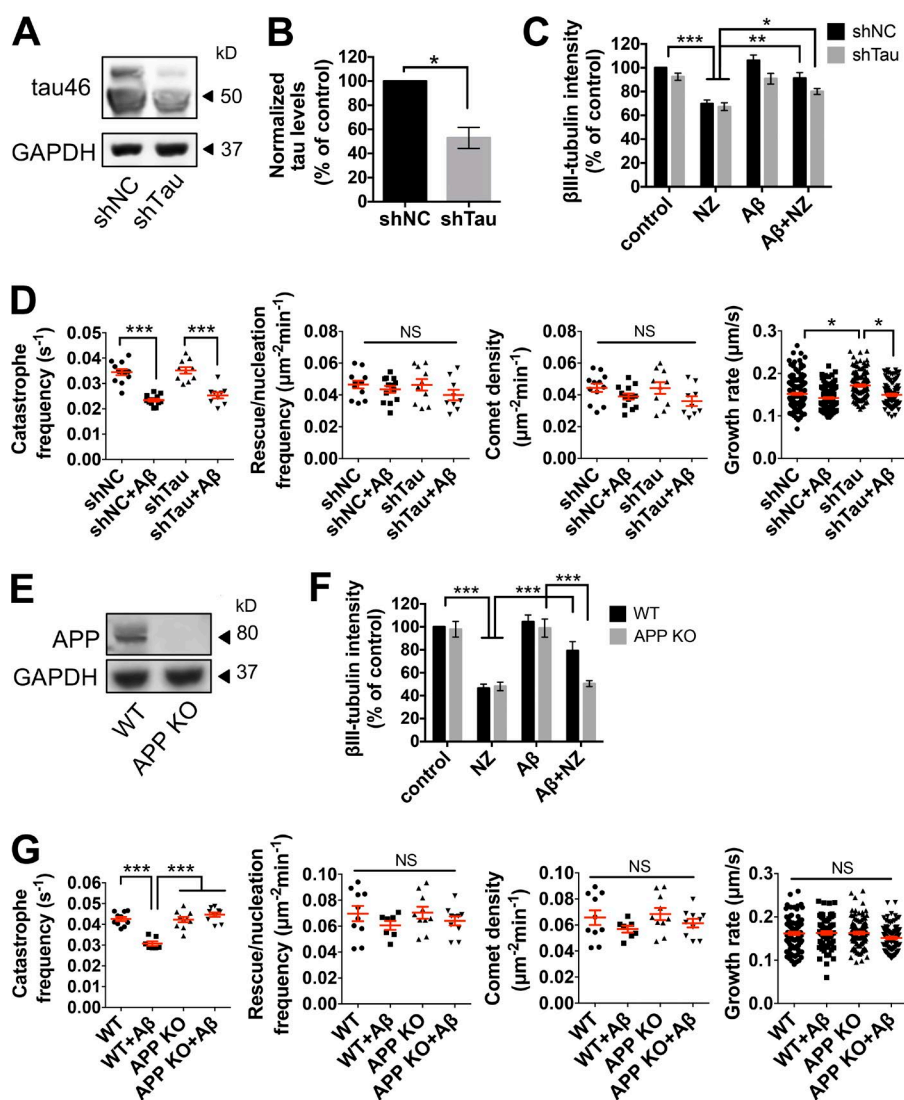 A
kD
tau46
50
GAPDH
37
shNC
shTau
B
Normalized
tau levels
(% of control)
140
120
100
80
60
40
20
0
*
shNC
shTau
C
shNC
shTau
βIII-tubulin intensity
(% of control)
120
100
80
60
40
20
0
***
**
*
control
NZ
Aβ
Aβ+NZ
D
Catastrophe
frequency (s-1)
0.05
0.04
0.03
0.02
0.01
0.00
***
***
shNC
shNC+Aβ
shTau
shTau+Aβ
Rescue/nucleation
frequency (μm-2min-1)
0.08
0.06
0.04
0.02
0.00
NS
shNC
shNC+Aβ
shTau
shTau+Aβ
Comet density
(μm-2min-1)
0.08
0.06
0.04
0.02
0.00
NS
shNC
shNC+Aβ
shTau
shTau+Aβ
Growth rate (μm/s)
0.3
0.2
0.1
0.0
*
*
shNC
shNC+Aβ
shTau
shTau+Aβ
E
kD
APP
80
GAPDH
37
WT
APP KO
F
WT
APP KO
βIII-tubulin intensity
(% of control)
120
100
80
60
40
20
0
***
***
***
control
NZ
Aβ
Aβ+NZ
G
Catastrophe
frequency (s-1)
0.06
0.05
0.04
0.03
0.02
0.01
0.00
***
***
WT
WT+Aβ
APP KO
APP KO+Aβ
Rescue/nucleation
frequency (μm-2min-1)
0.10
0.08
0.06
0.04
0.02
0.00
NS
WT
WT+Aβ
APP KO
APP KO+Aβ
Comet density
(μm-2min-1)
0.10
0.08
0.06
0.04
0.02
0.00
NS
WT
WT+Aβ
APP KO
APP KO+Aβ
Growth rate (μm/s)
0.3
0.2
0.1
0.0
NS
WT
WT+Aβ
APP KO
APP KO+Aβ